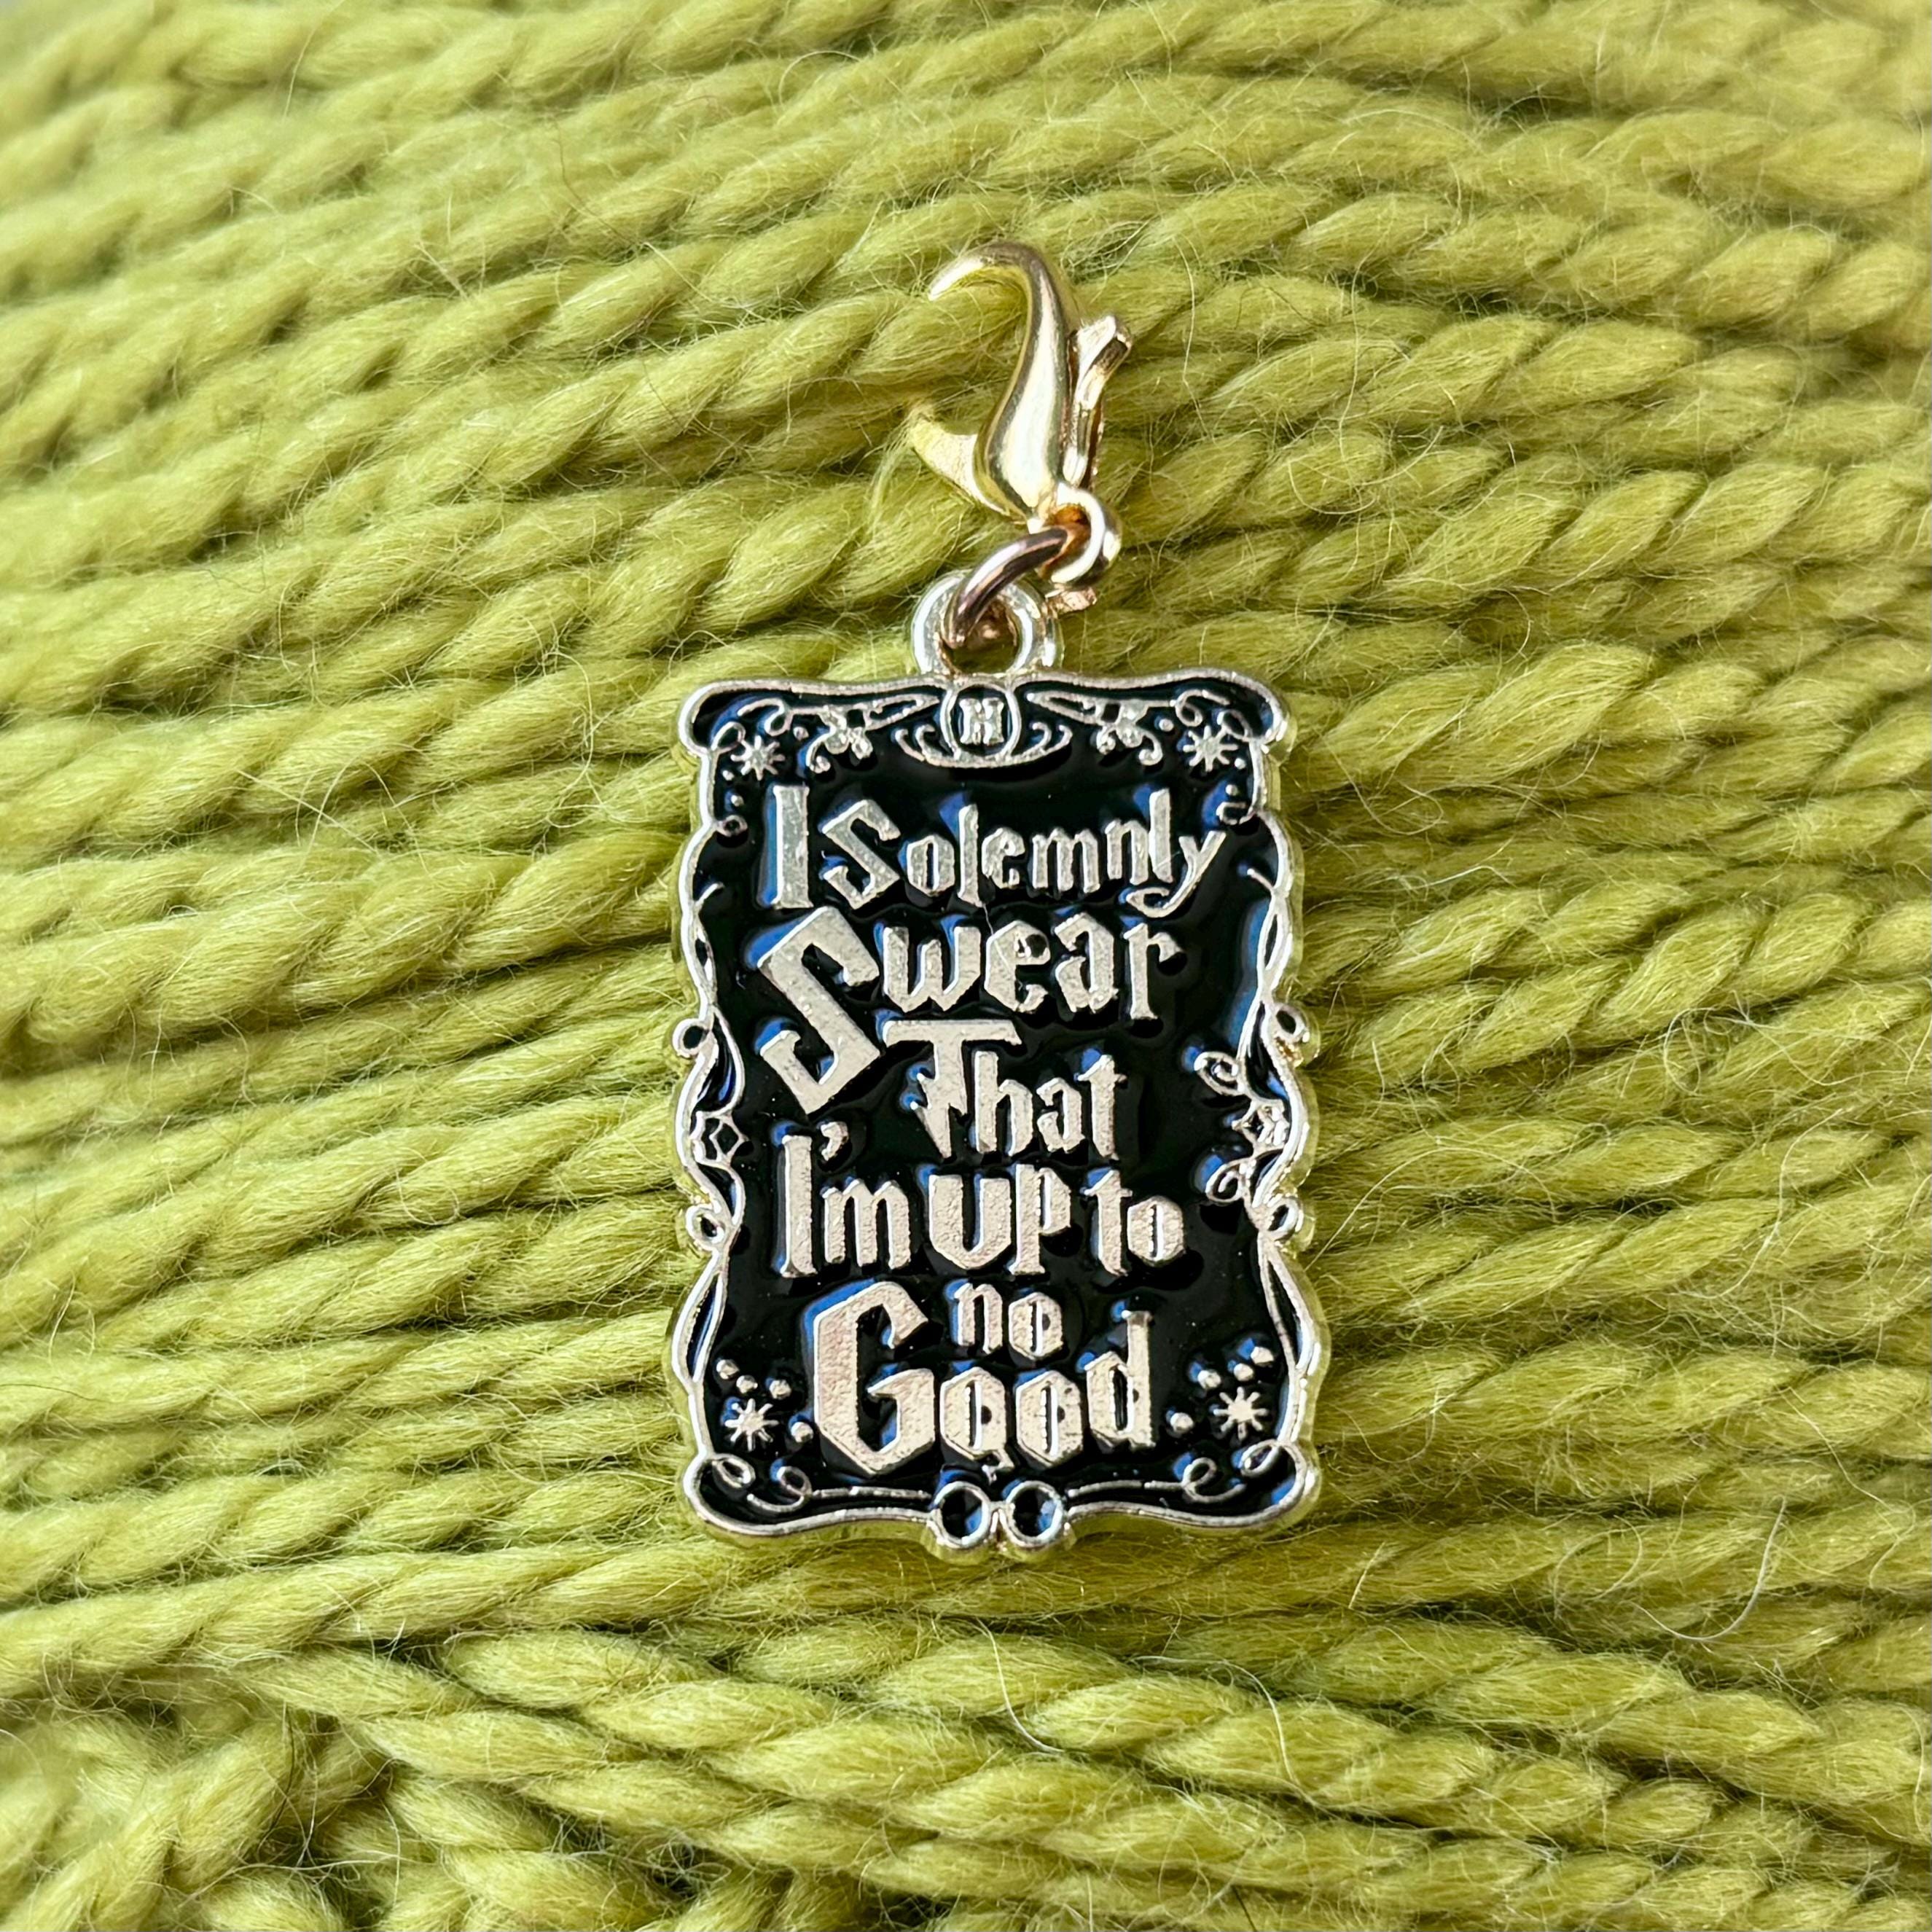 H
I Solemnly
Swear
That
I'm up to
no
Good